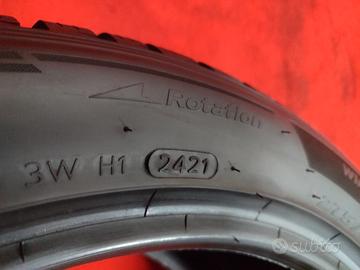 Rotation
3W H1 2421
subito